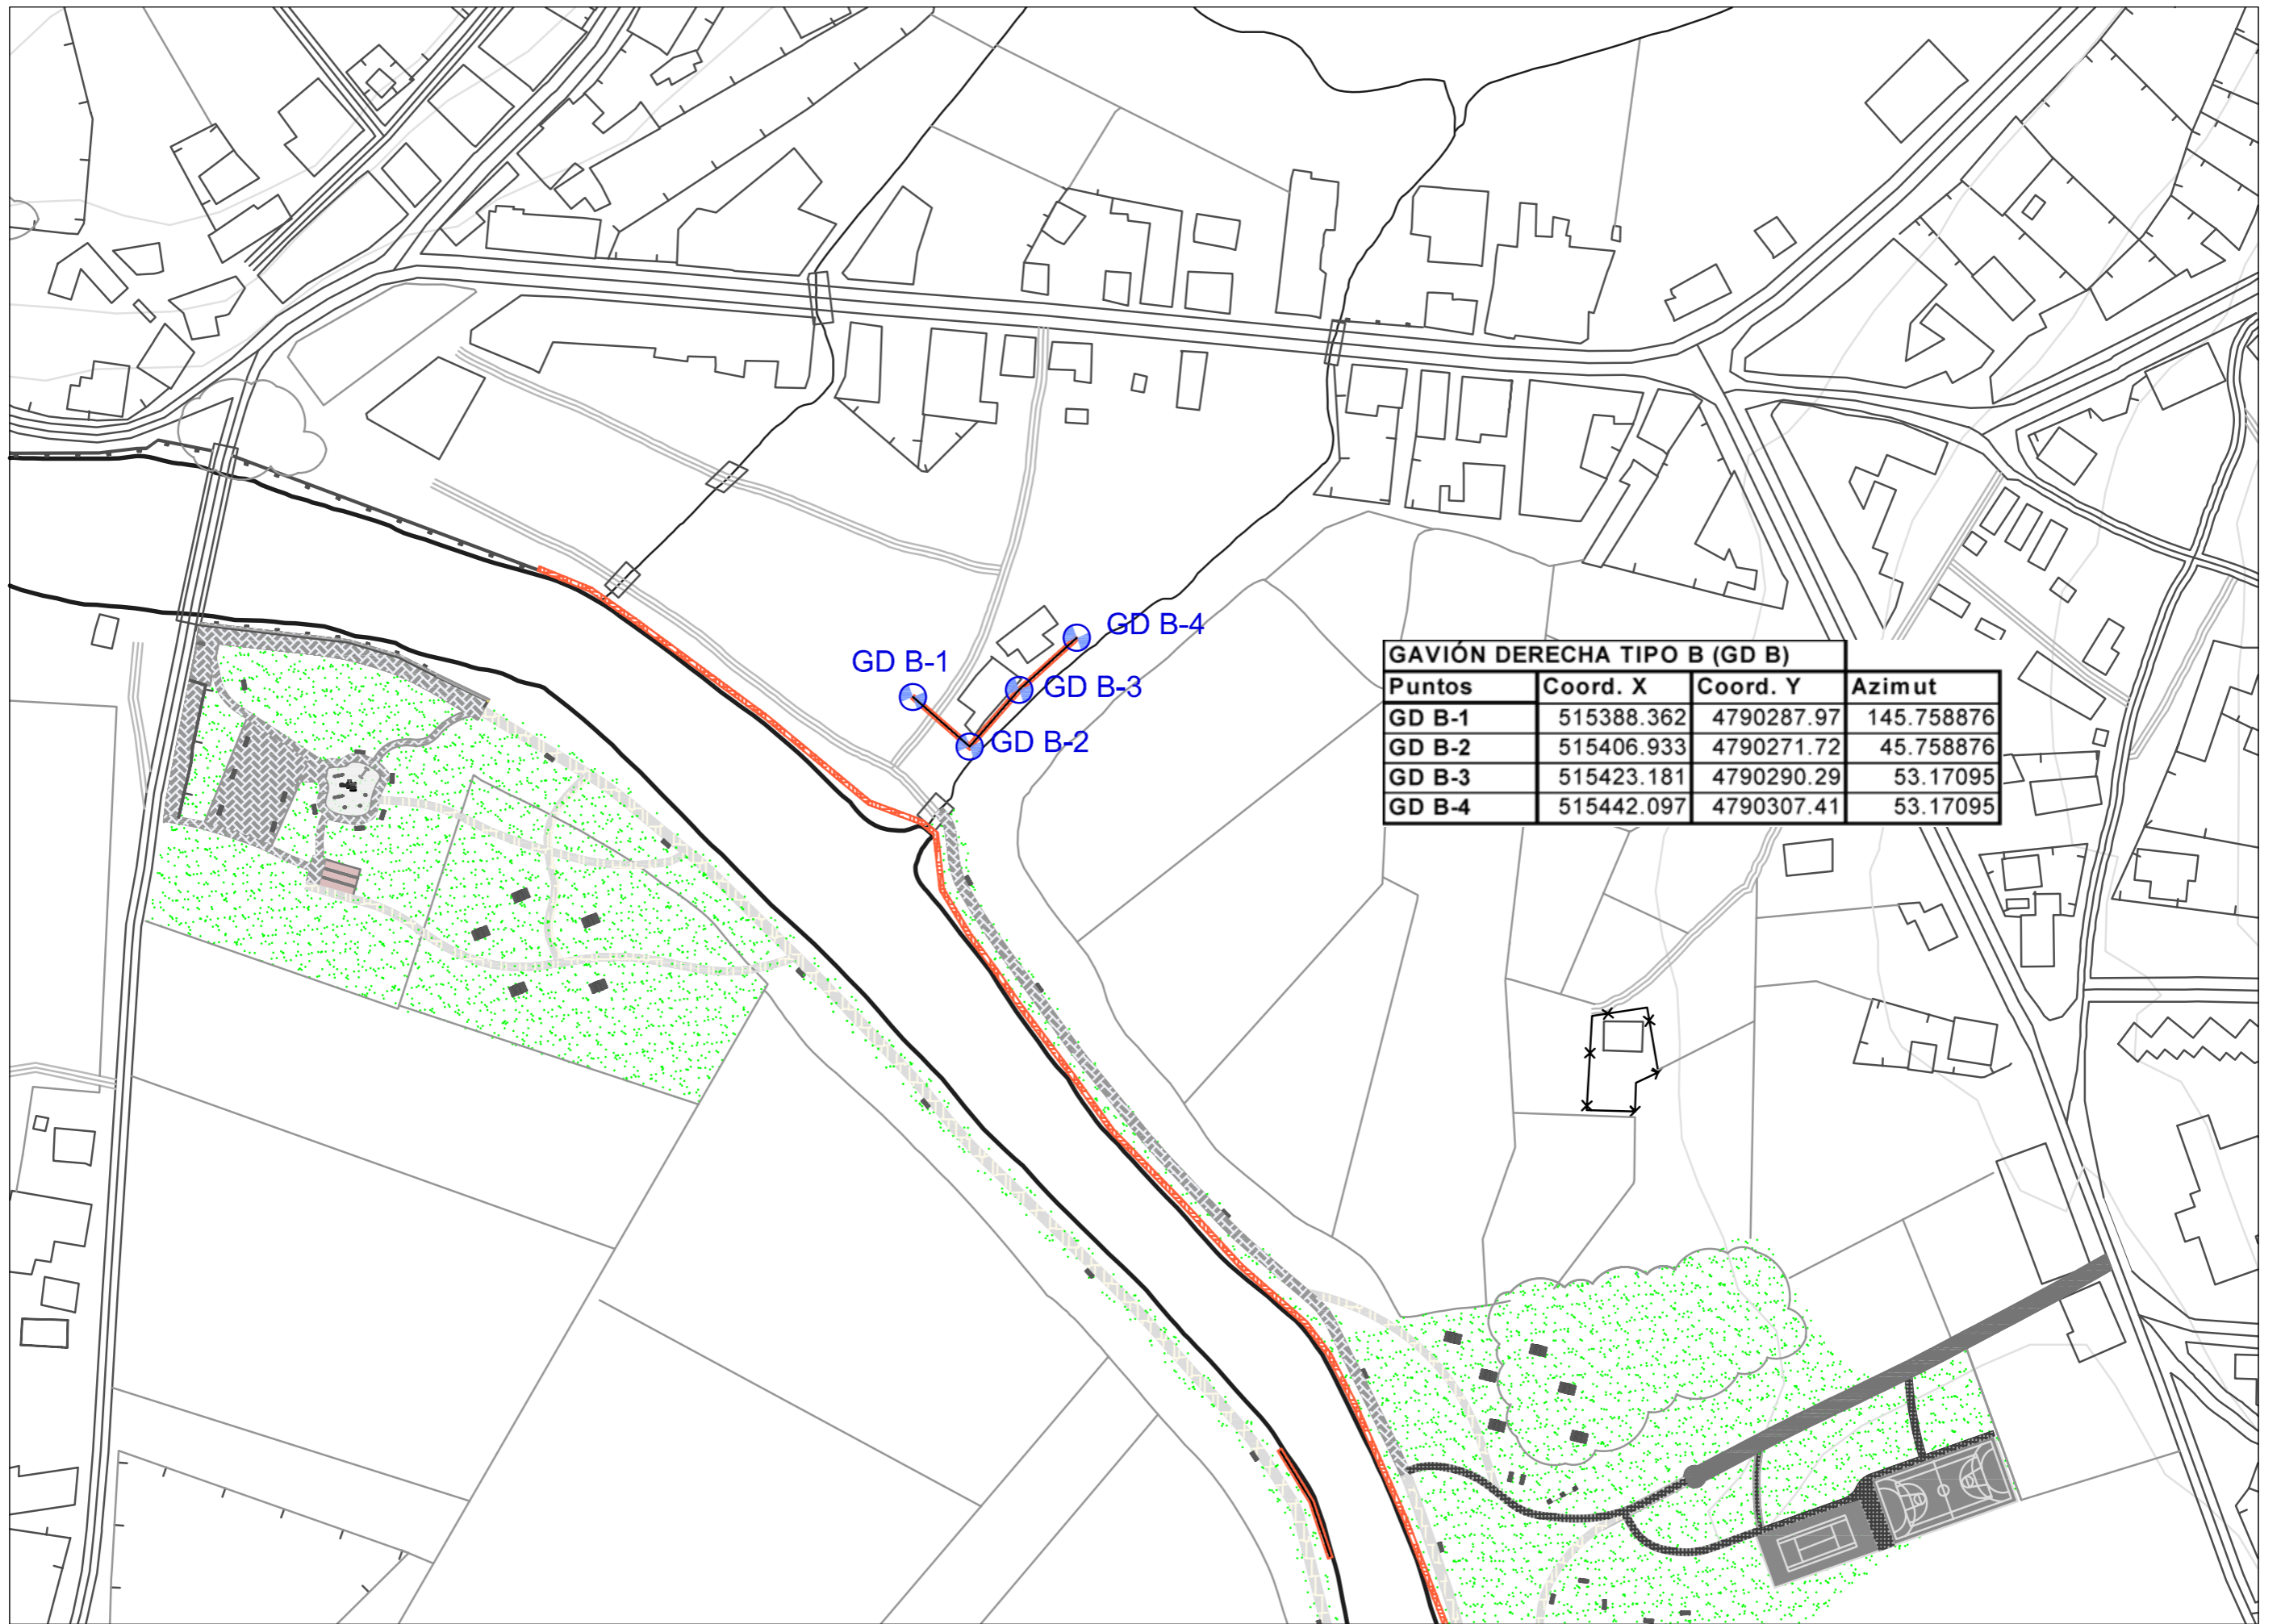 GD B-4
GD B-1
GD B-3
GD B-2
GAVIÓN DERECHA TIPO B (GD B)
Puntos Coord. X Coord. Y Azimut
GD B-1 515388.362 4790287.97 145.758876
GD B-2 515406.933 4790271.72 45.758876
GD B-3 515423.181 4790290.29 53.17095
GD B-4 515442.097 4790307.41 53.17095